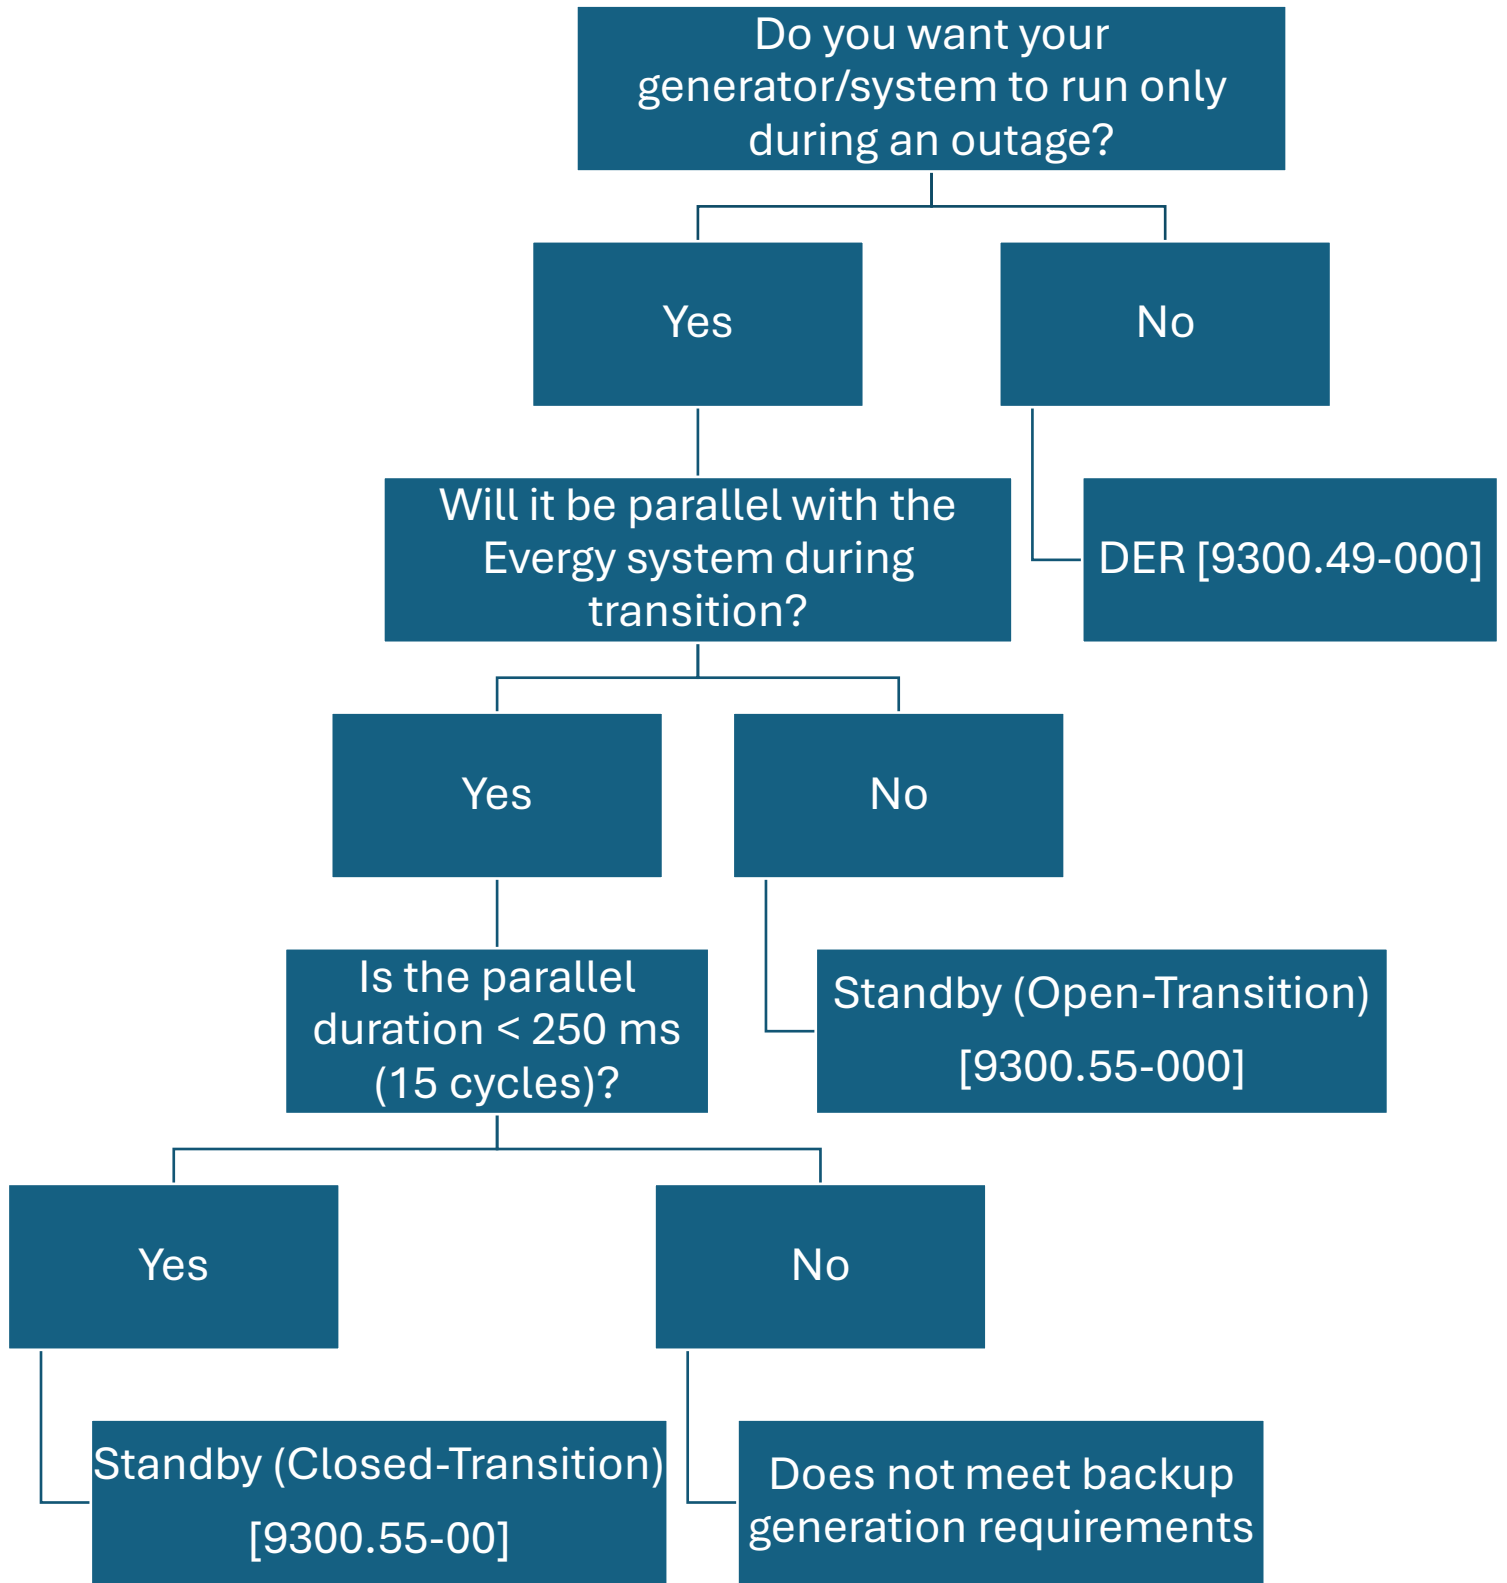 Do you want your
generator/system to run only
during an outage?
Yes
No
Will it be parallel with the
Evergy system during
transition?
DER [9300.49-000]
Yes
No
Is the parallel
duration < 250 ms
(15 cycles)?
Standby (Open-Transition)
[9300.55-000]
Yes
No
Standby (Closed-Transition)
[9300.55-00]
Does not meet backup
generation requirements